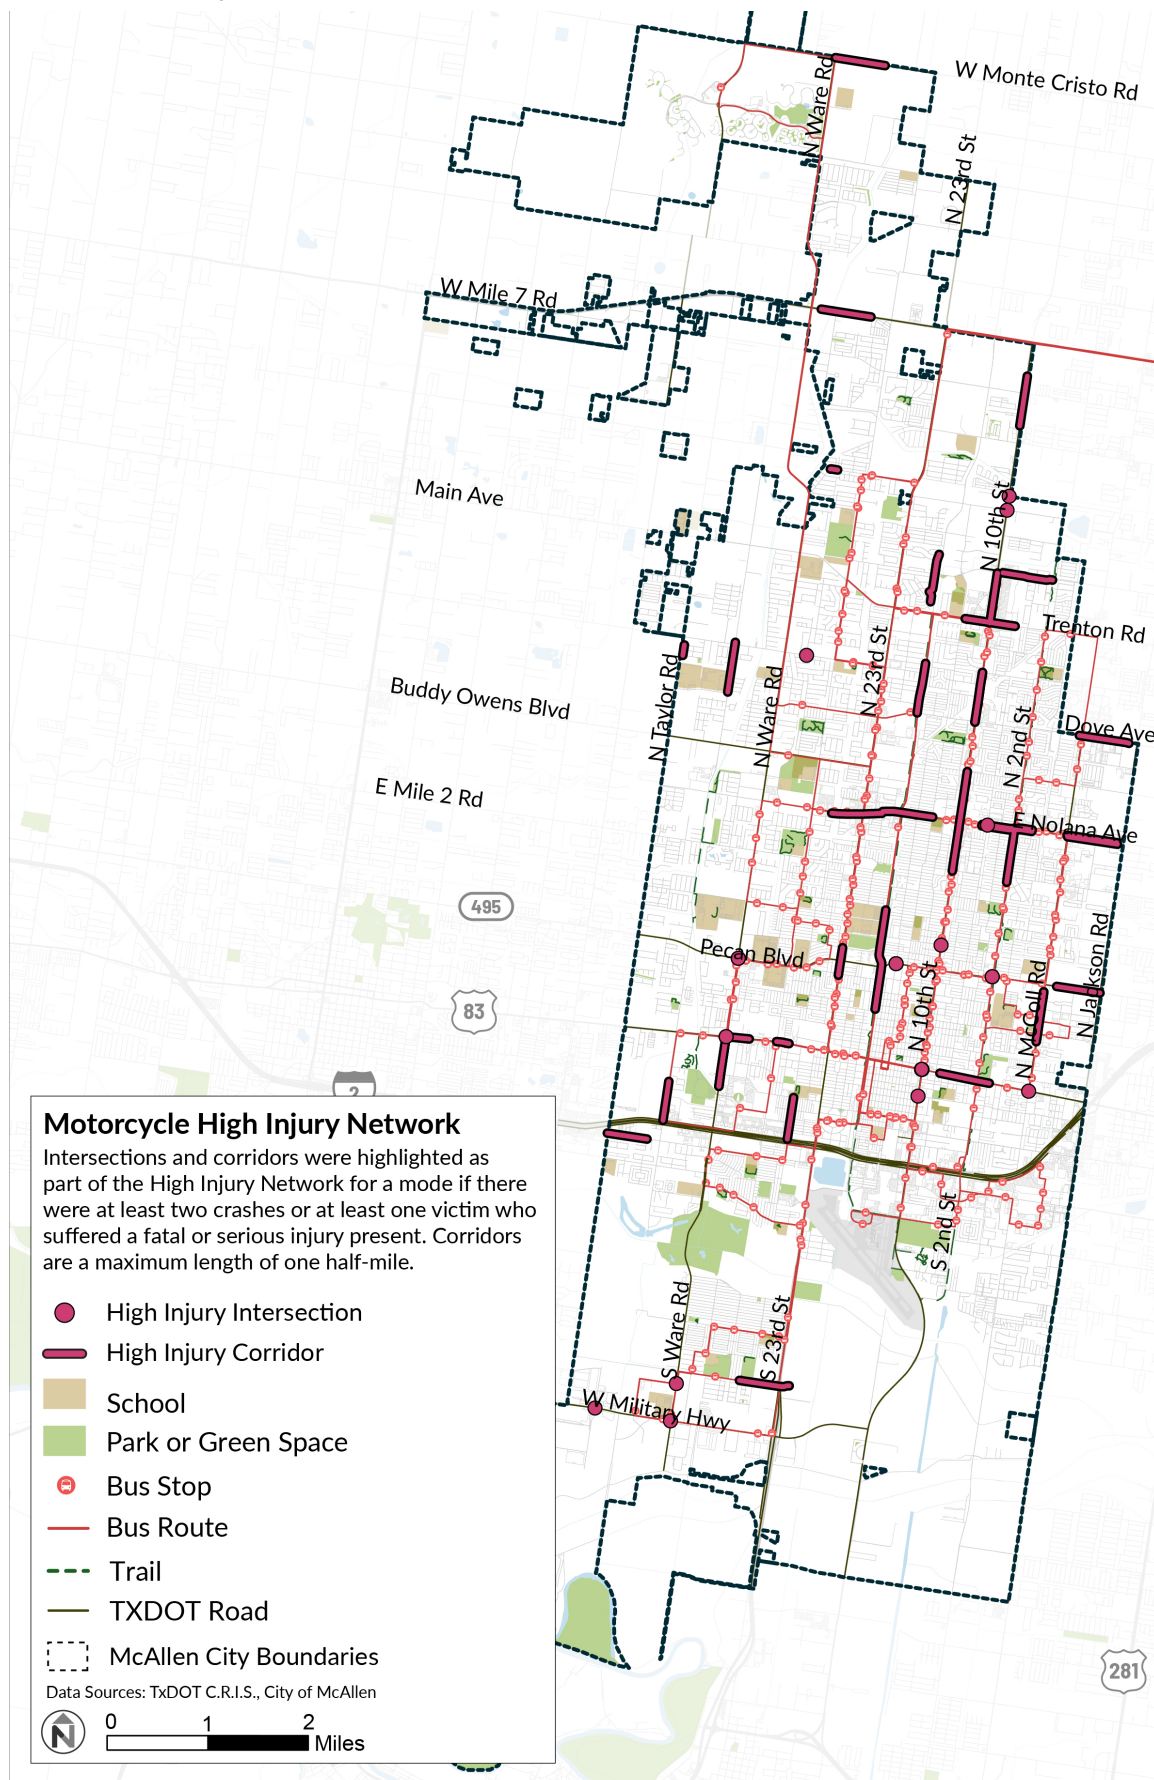 W Monte Cristo Rd
N Ware Rd
N 23rd St
W Mile 7 Rd
Main Ave
N 10th St
Trenton Rd
N 23rd St
Buddy Owens Blvd
N Taylor Rd
N Ware Rd
N 2nd St
Dove Ave
E Mile 2 Rd
Nolana Ave
495
Pecan Blvd
N 10th St
N McColl Rd
N Jackson Rd
83
2
S 2nd St
S Ware Rd
S 23rd St
W Military Hwy
281
Motorcycle High Injury Network
Intersections and corridors were highlighted as
part of the High Injury Network for a mode if there
were at least two crashes or at least one victim who
suffered a fatal or serious injury present. Corridors
are a maximum length of one half-mile.
High Injury Intersection
High Injury Corridor
School
Park or Green Space
Bus Stop
Bus Route
Trail
TXDOT Road
McAllen City Boundaries
Data Sources: TxDOT C.R.I.S., City of McAllen
N
0 1 2
Miles